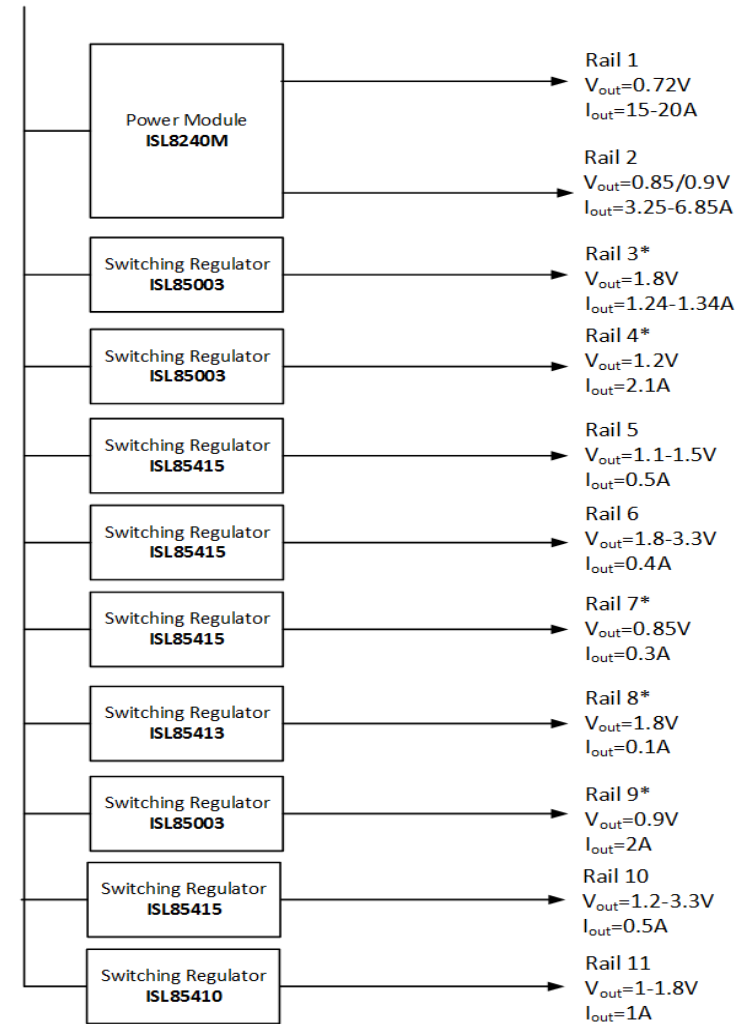 Power Module
ISL8240M
Rail 1
Vout=0.72V
Iout=15-20A
Rail 2
Vout=0.85/0.9V
Iout=3.25-6.85A
Switching Regulator
ISL85003
Rail 3*
Vout=1.8V
Iout=1.24-1.34A
Switching Regulator
ISL85003
Rail 4*
Vout=1.2V
Iout=2.1A
Switching Regulator
ISL85415
Rail 5
Vout=1.1-1.5V
Iout=0.5A
Switching Regulator
ISL85415
Rail 6
Vout=1.8-3.3V
Iout=0.4A
Switching Regulator
ISL85415
Rail 7*
Vout=0.85V
Iout=0.3A
Switching Regulator
ISL85413
Rail 8*
Vout=1.8V
Iout=0.1A
Switching Regulator
ISL85003
Rail 9*
Vout=0.9V
Iout=2A
Switching Regulator
ISL85415
Rail 10
Vout=1.2-3.3V
Iout=0.5A
Switching Regulator
ISL85410
Rail 11
Vout=1-1.8V
Iout=1A